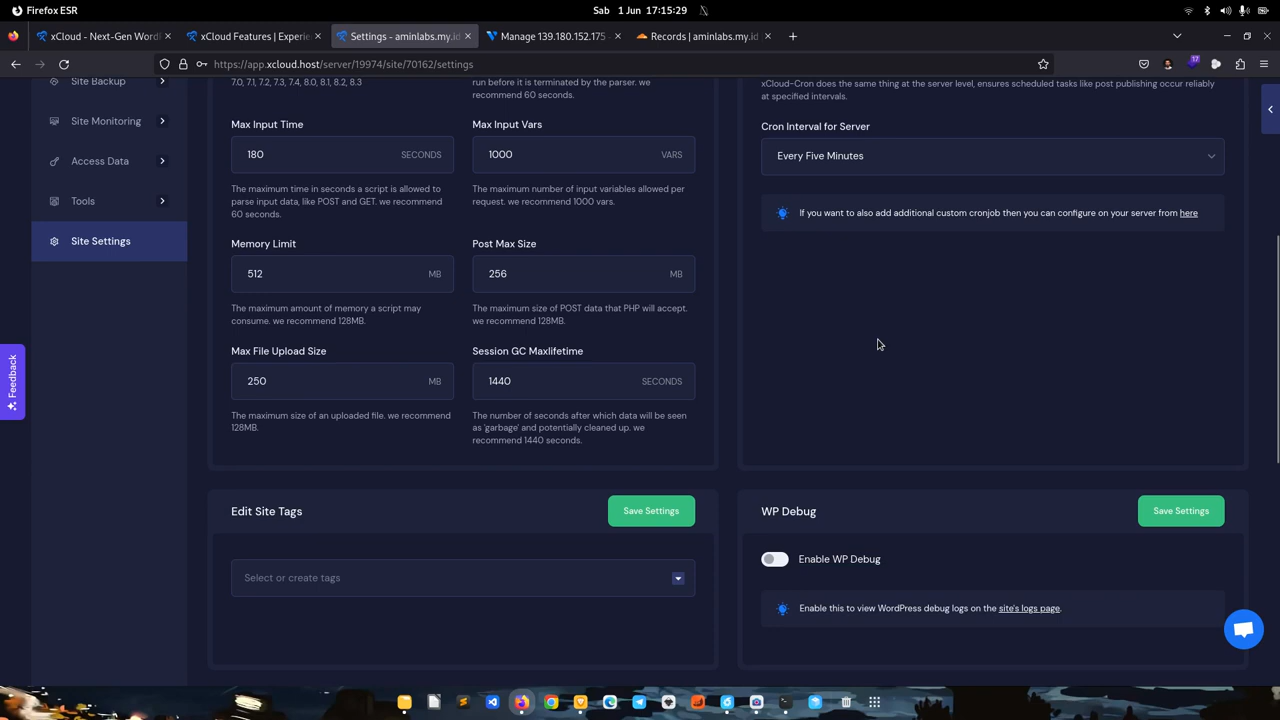 Firefox ESR
Sab 1 Jun 17:15:29
xCloud - Next-Gen Word
xCloud Features | Experie
Settings - aminlabs.my.id
Manage 139.180.152.175 -
Records | aminlabs.my.id |
https://app.xcloud.host/server/19974/site/70162/settings
17
Site Backup
Site Monitoring
Access Data
Tools
Site Settings
Feedback
7.0, 7.1, 7.2, 7.3, 7.4, 8.0, 8.1, 8.2, 8.3
run before it is terminated by the parser. we
recommend 60 seconds.
Max Input Time
180
SECONDS
The maximum time in seconds a script is allowed to
parse input data, like POST and GET. we recommend
60 seconds.
Max Input Vars
1000
VARS
The maximum number of input variables allowed per
request. we recommend 1000 vars.
Memory Limit
512
MB
The maximum amount of memory a script may
consume. we recommend 128MB.
Post Max Size
256
MB
The maximum size of POST data that PHP will accept.
we recommend 128MB.
Max File Upload Size
250
MB
The maximum size of an uploaded file. we recommend
128MB.
Session GC Maxlifetime
1440
SECONDS
The number of seconds after which data will be seen
as 'garbage' and potentially cleaned up. we
recommend 1440 seconds.
xCloud-Cron does the same thing at the server level, ensures scheduled tasks like post publishing occur reliably
at specified intervals.
Cron Interval for Server
Every Five Minutes
If you want to also add additional custom cronjob then you can configure on your server from here
Edit Site Tags
Save Settings
Select or create tags
WP Debug
Save Settings
Enable WP Debug
Enable this to view WordPress debug logs on the site's logs page.